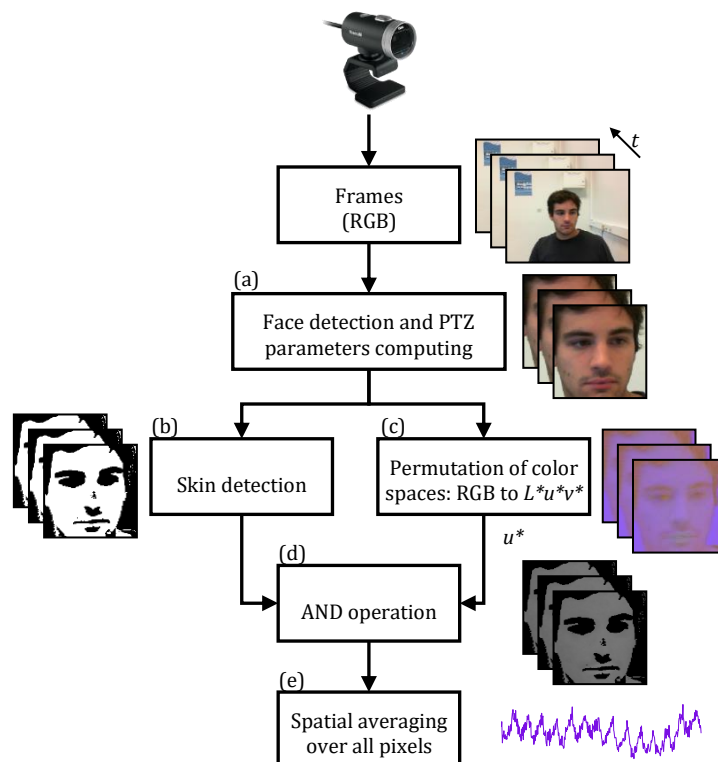 t
Frames
(RGB)
(a)
Face detection and PTZ
parameters computing
(b)
Skin detection
(c)
Permutation of color
spaces: RGB to L*u*v*
u*
(d)
AND operation
(e)
Spatial averaging
over all pixels